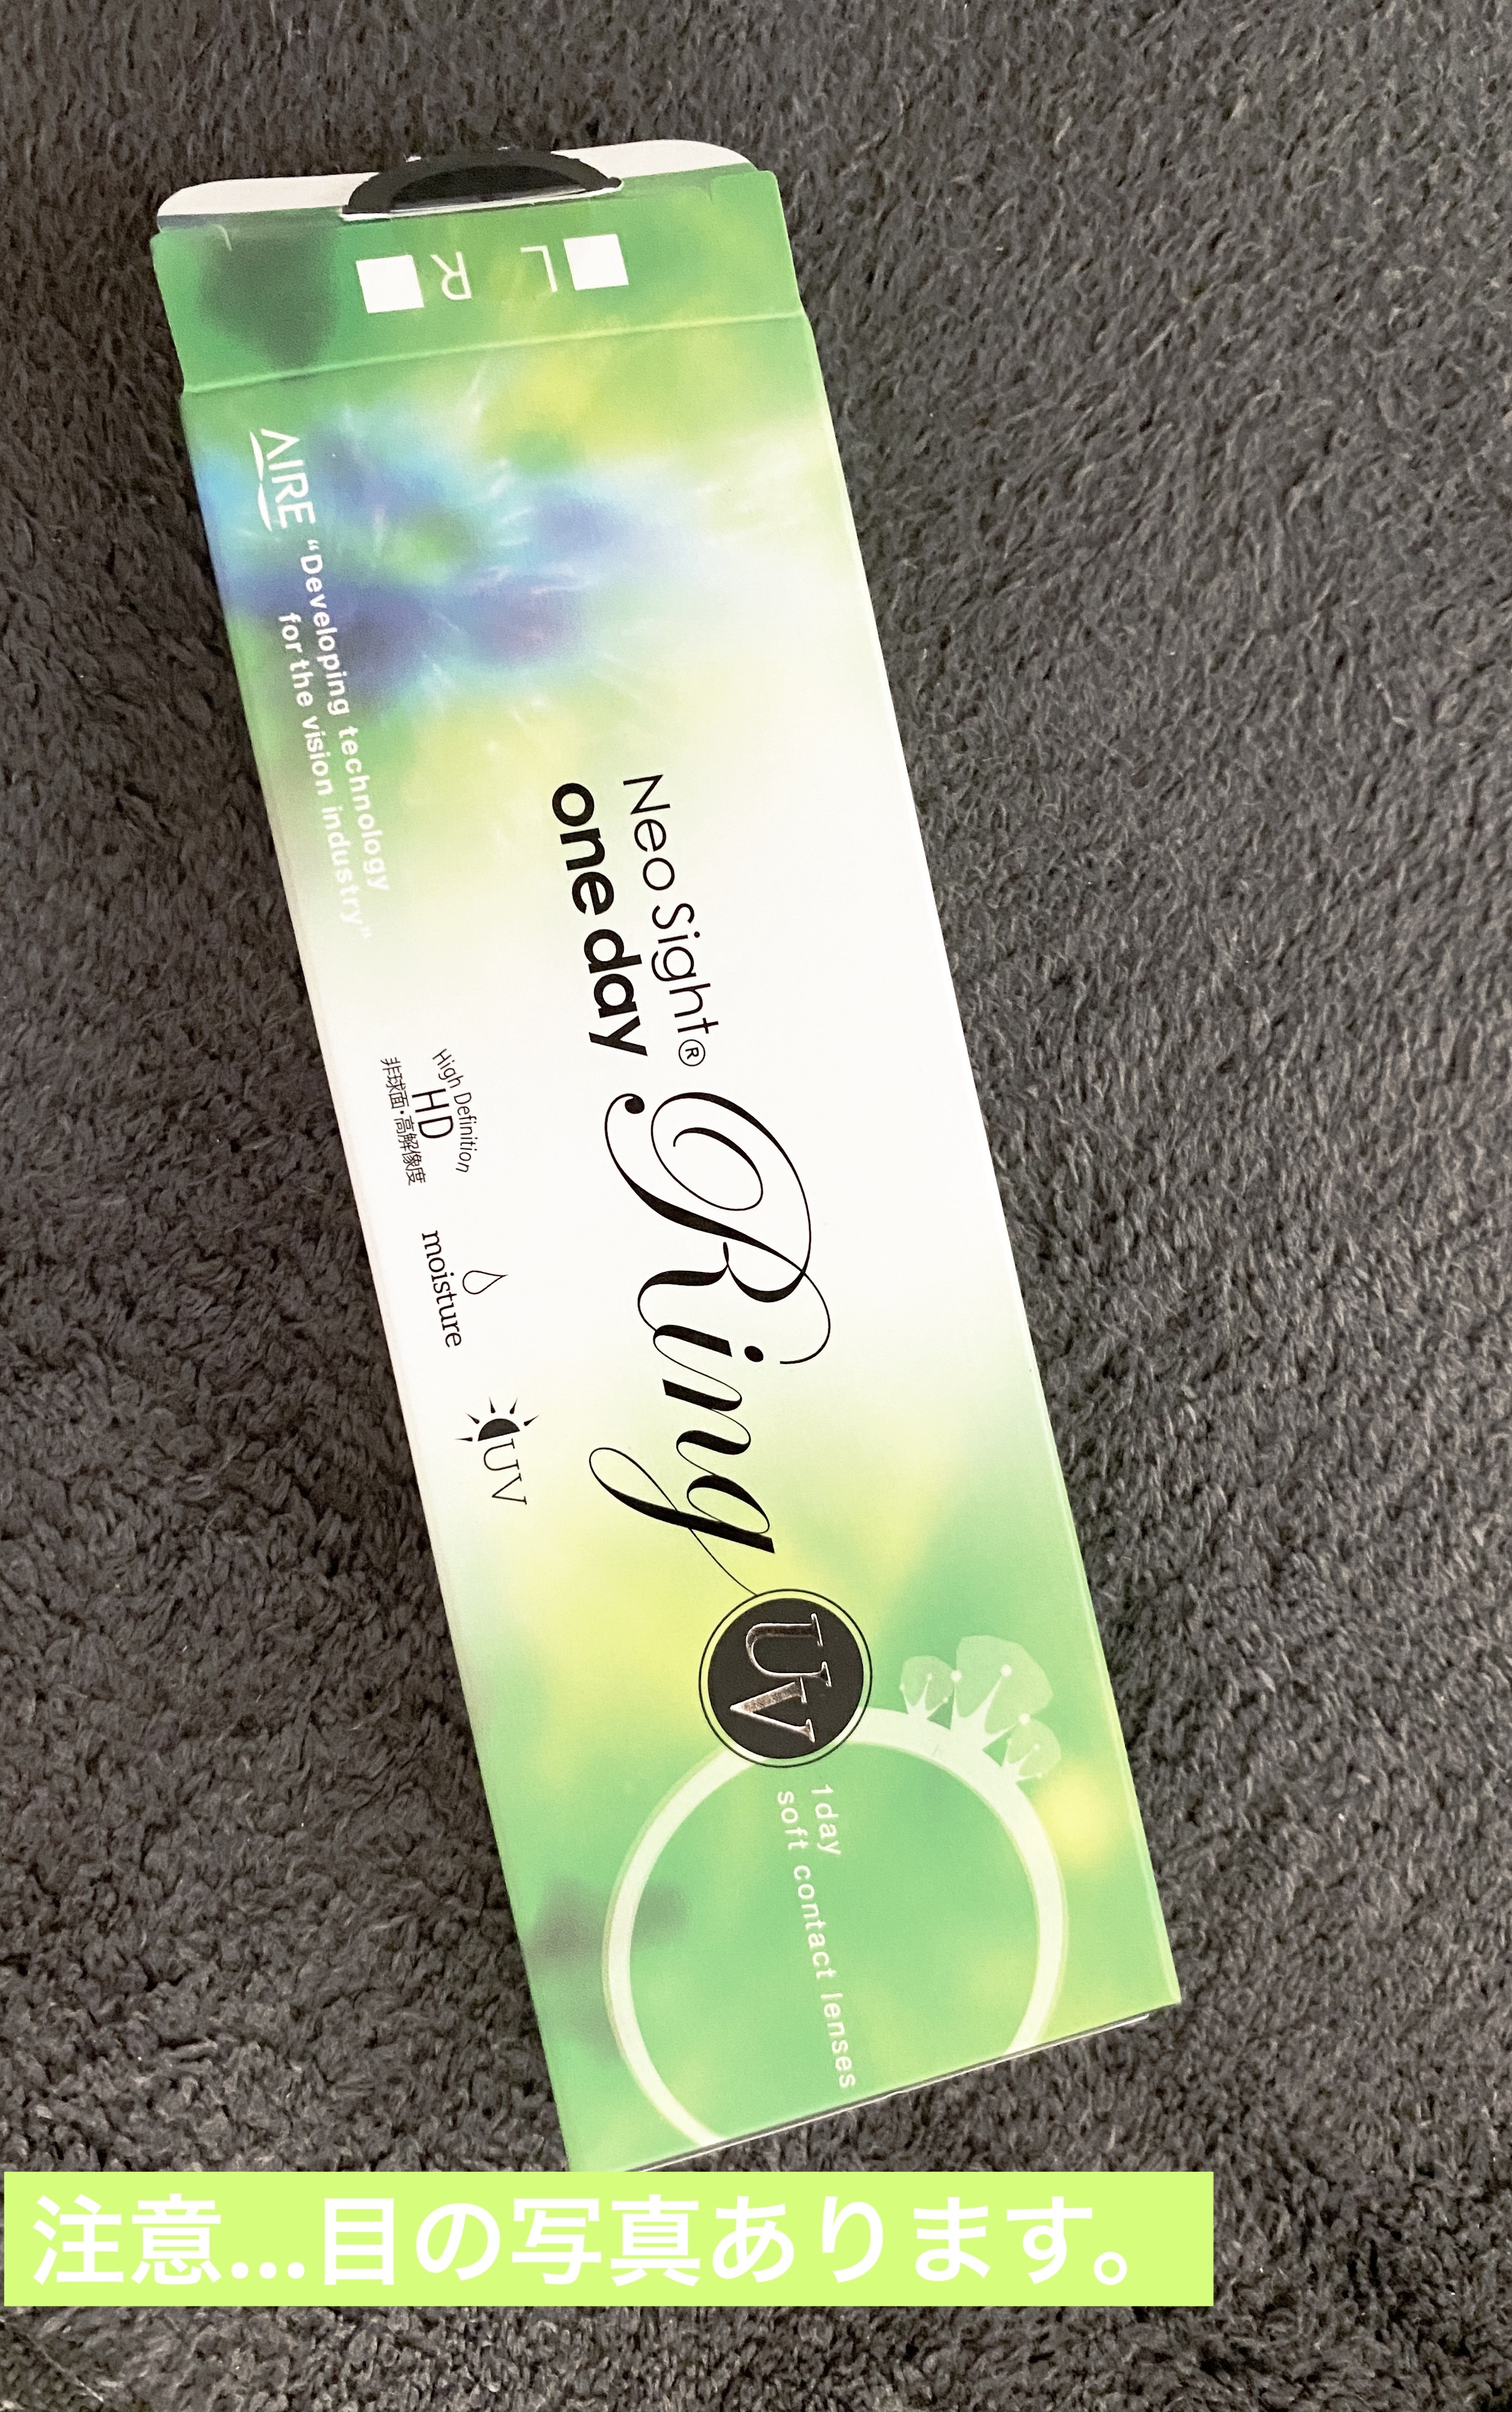 L
R
AIRE
“Developing technology
for the vision industry”
Neo Sight®
one day
Ring
UV
1day
soft contact lenses
High Definition
HD
非球面・高解像度
moisture
UV
注意...目の写真あります。